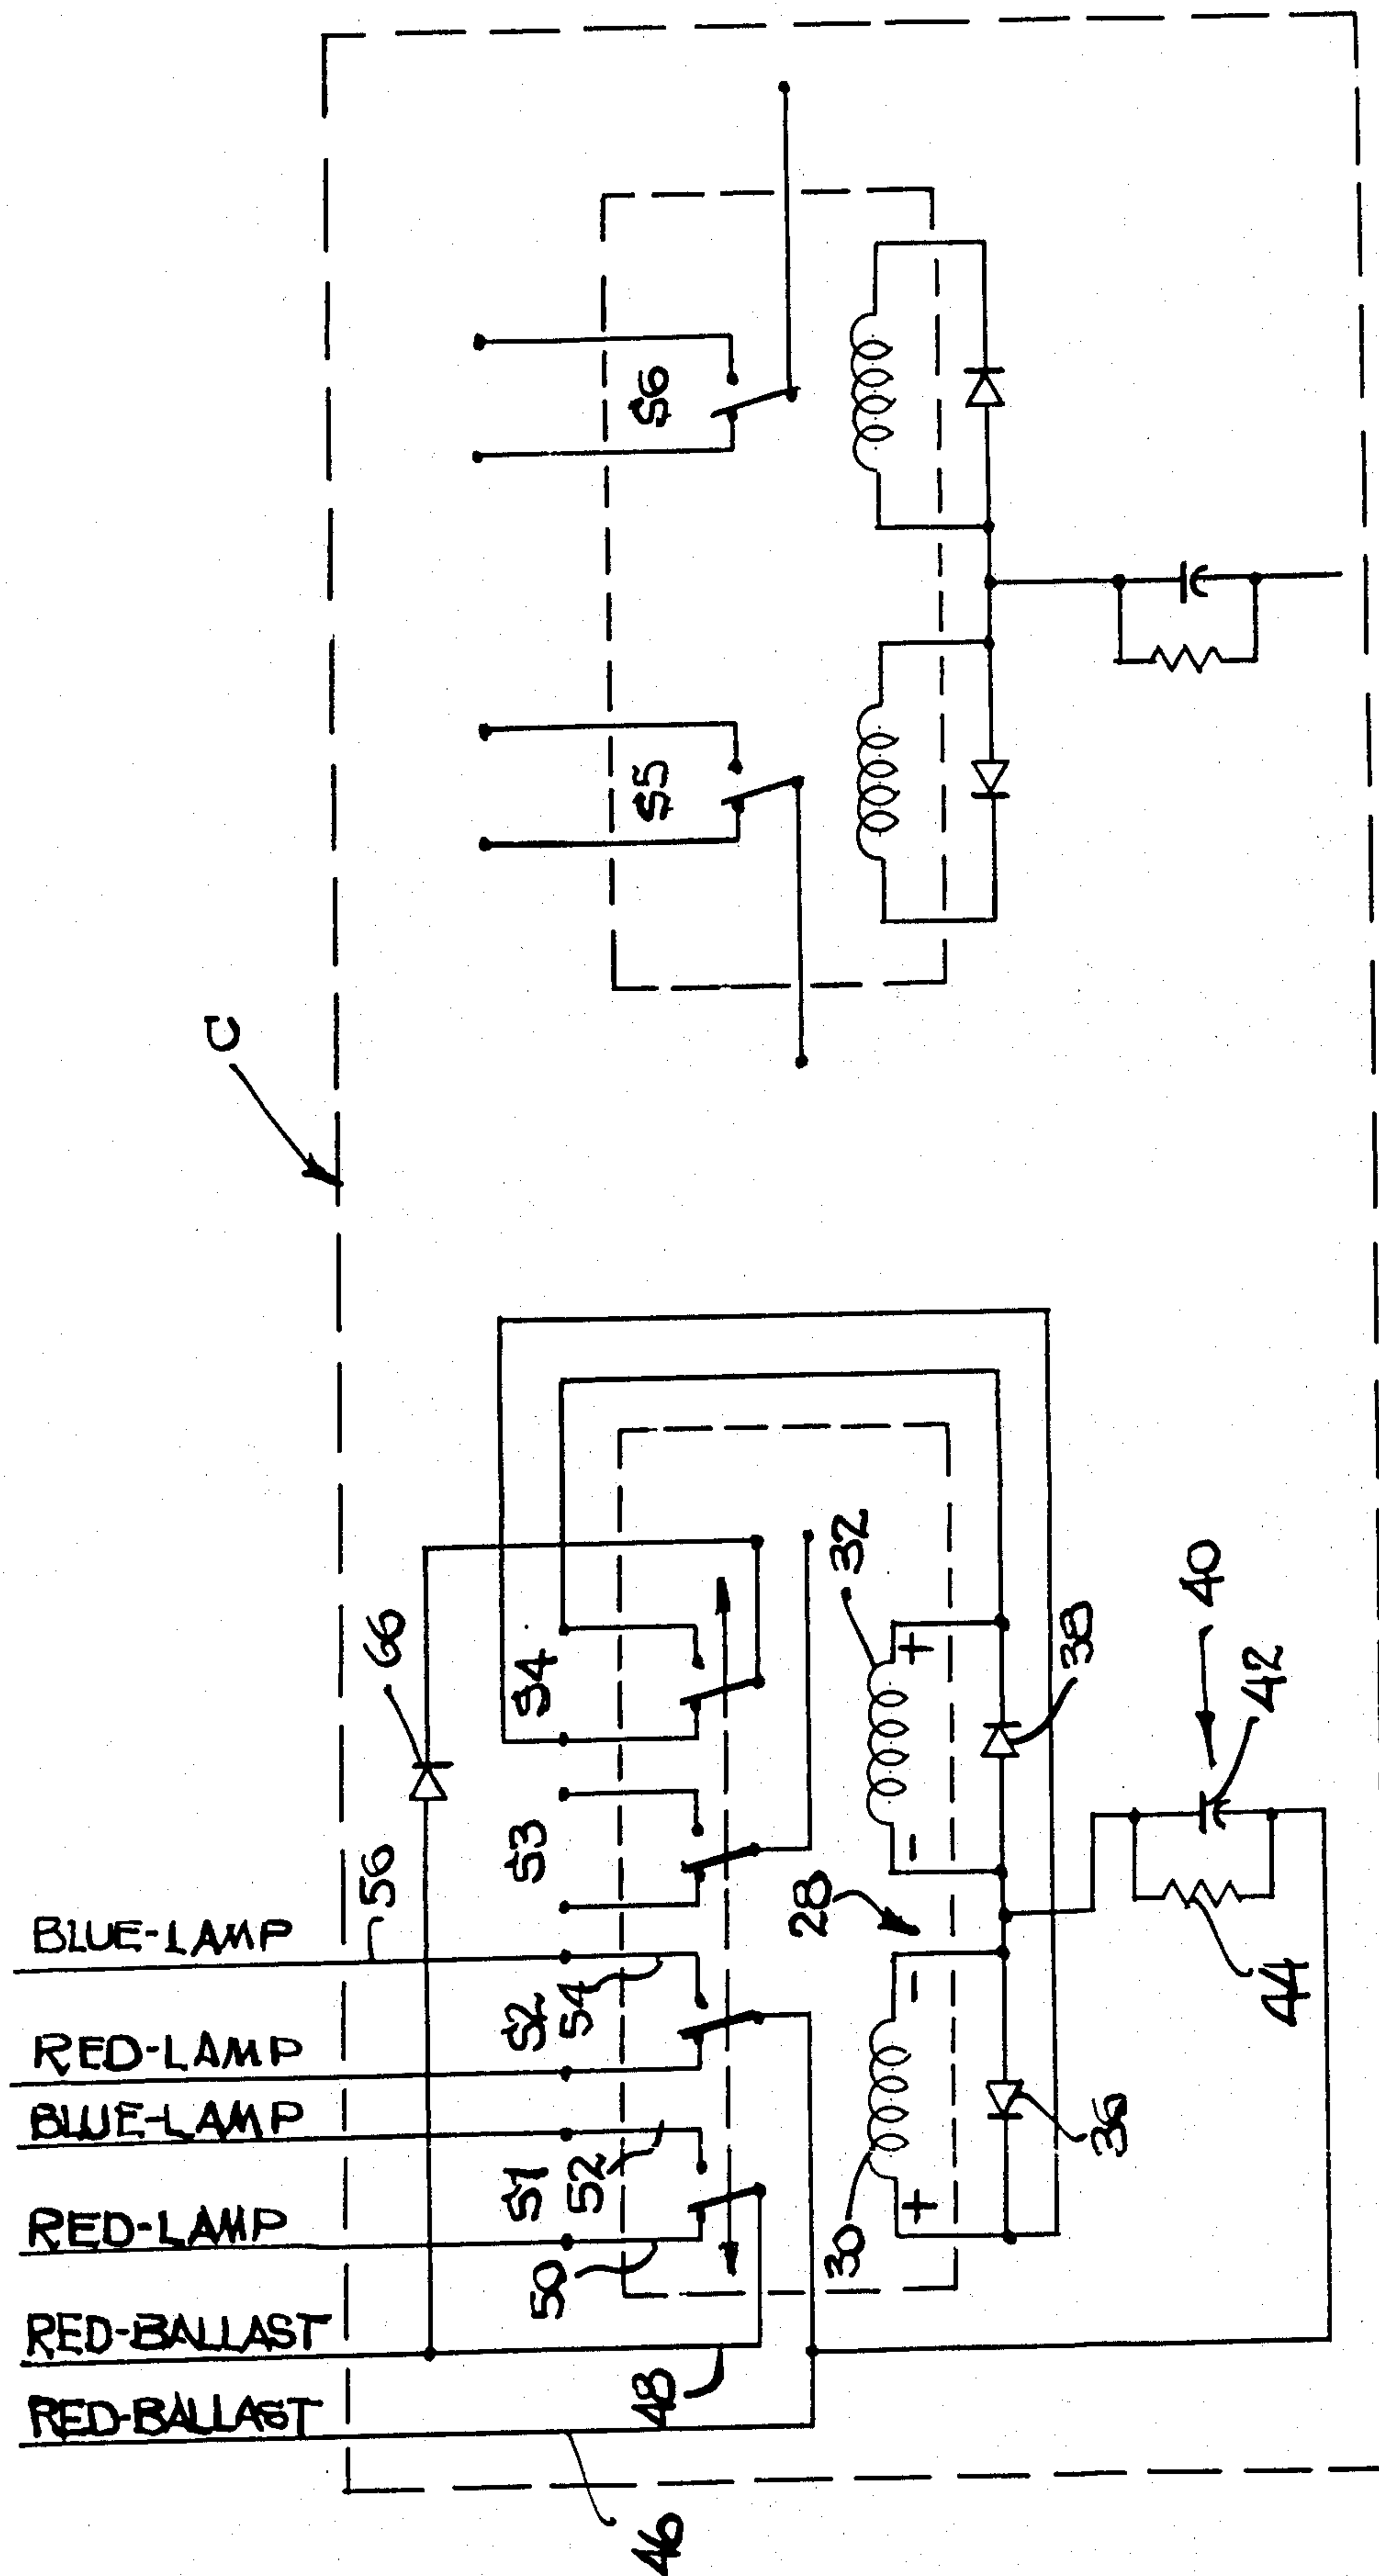 C
S6
S5
66
56
BLUE-LAMP
RED-LAMP
BLUE-LAMP
RED-LAMP
RED-BALLAST
RED-BALLAST
S4
S3
S2
54
S1
52
50
48
46
32
+
-
28
-
+
30
38
36
40
42
44